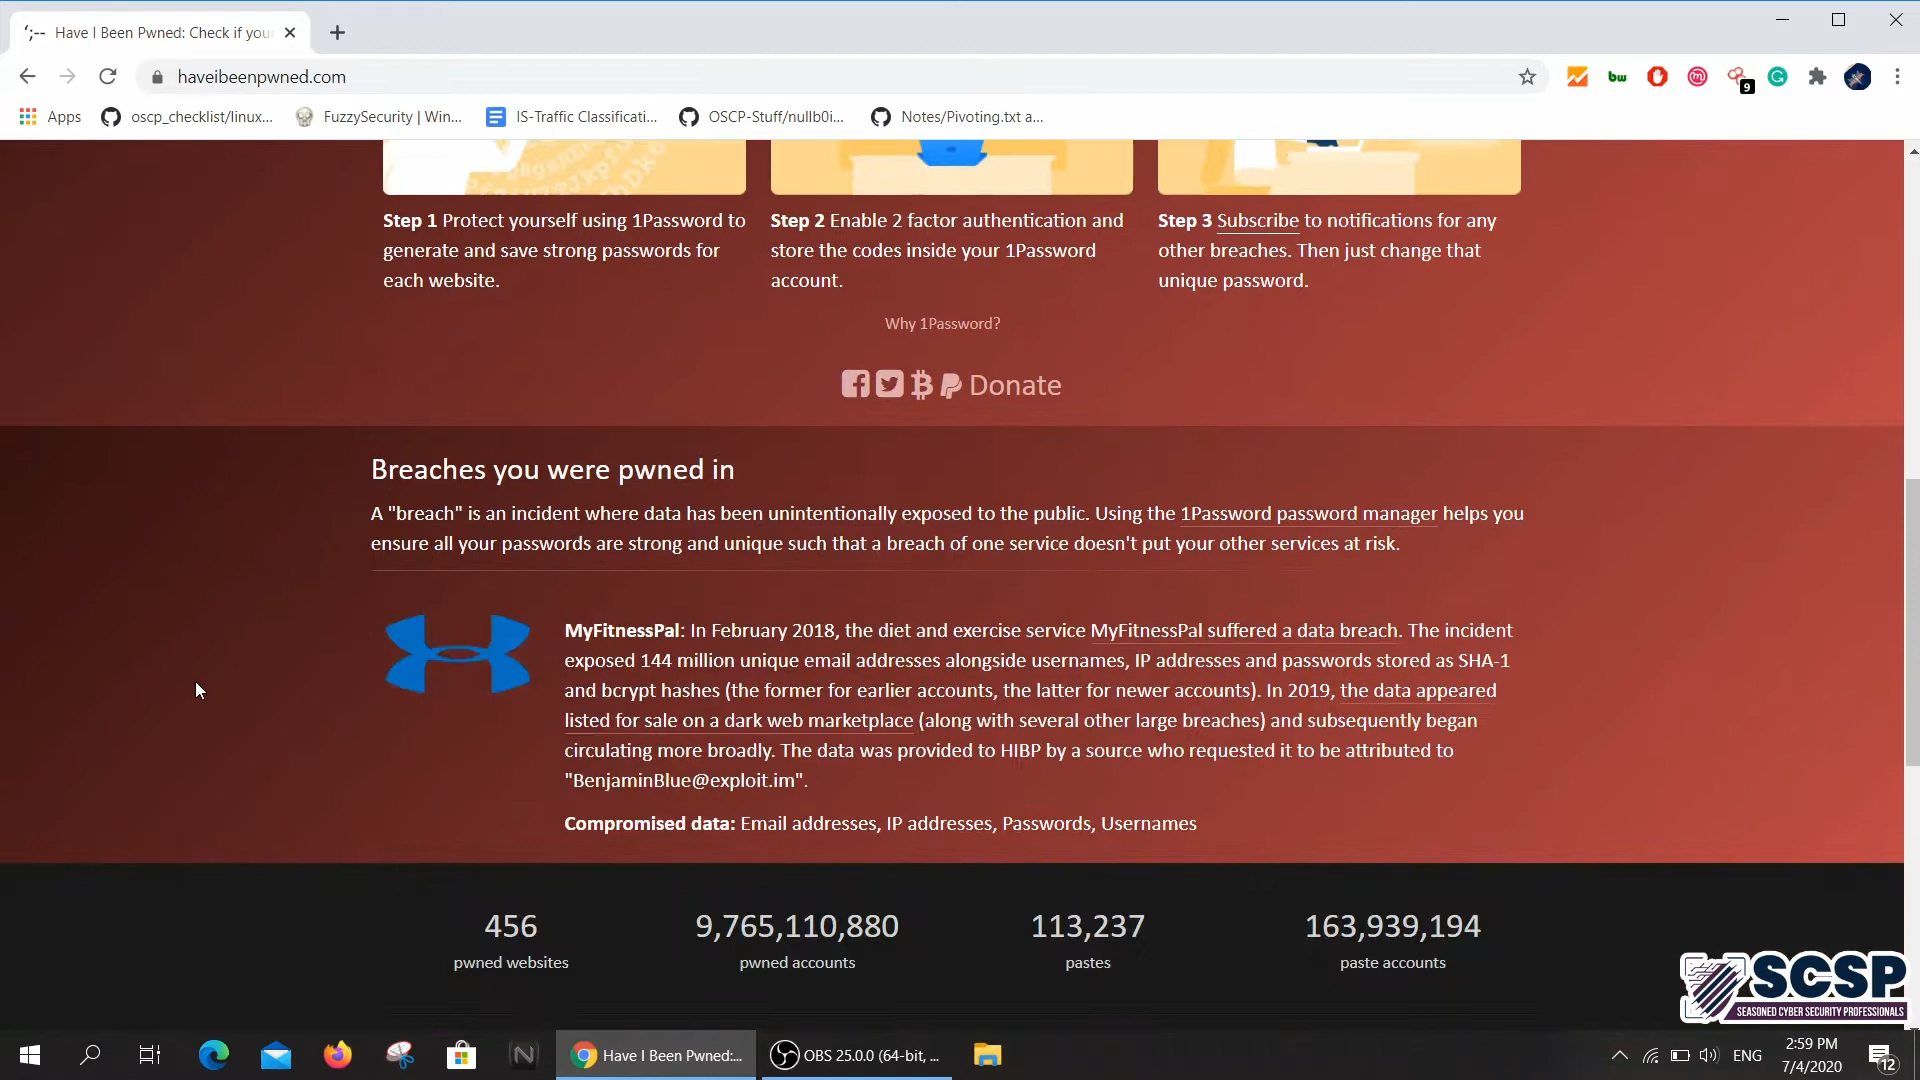 Have I Been Pwned: Check if your
haveibeenpwned.com
bw
9
Apps
oscp_checklist/linux...
FuzzySecurity | Win...
IS-Traffic Classificati...
OSCP-Stuff/nullb0i...
Notes/Pivoting.txt a...
Step 1 Protect yourself using 1Password to
generate and save strong passwords for
each website.
Step 2 Enable 2 factor authentication and
store the codes inside your 1Password
account.
Step 3 Subscribe to notifications for any
other breaches. Then just change that
unique password.
Why 1Password?
Donate
Breaches you were pwned in
A "breach" is an incident where data has been unintentionally exposed to the public. Using the 1Password password manager helps you
ensure all your passwords are strong and unique such that a breach of one service doesn't put your other services at risk.
MyFitnessPal: In February 2018, the diet and exercise service MyFitnessPal suffered a data breach. The incident
exposed 144 million unique email addresses alongside usernames, IP addresses and passwords stored as SHA-1
and bcrypt hashes (the former for earlier accounts, the latter for newer accounts). In 2019, the data appeared
listed for sale on a dark web marketplace (along with several other large breaches) and subsequently began
circulating more broadly. The data was provided to HIBP by a source who requested it to be attributed to
"BenjaminBlue@exploit.im".
Compromised data: Email addresses, IP addresses, Passwords, Usernames
456
pwned websites
9,765,110,880
pwned accounts
113,237
pastes
163,939,194
paste accounts
SCSP
SEASONED CYBER SECURITY PROFESSIONALS
Have I Been Pwned:...
OBS 25.0.0 (64-bit, ...
ENG
2:59 PM
7/4/2020
12